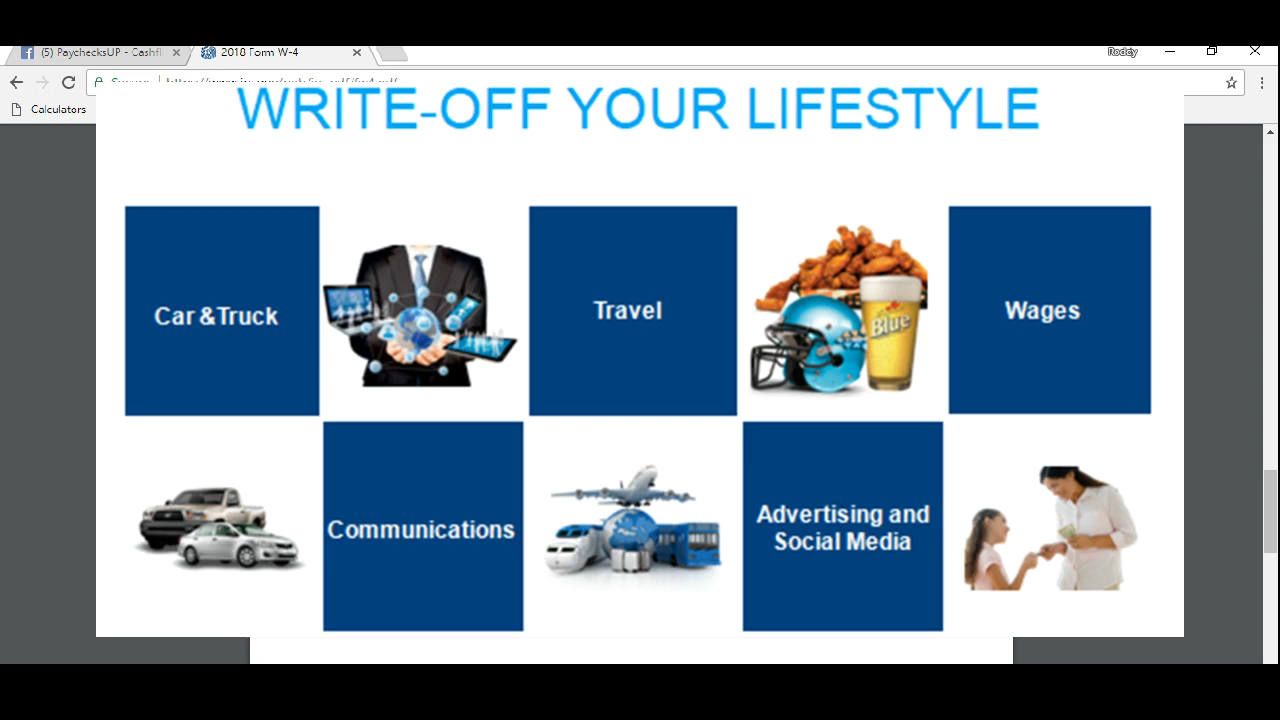 (5) PaychecksUP - Cashfl
2018 Form W-4
Roddy
Calculators
WRITE-OFF YOUR LIFESTYLE
Car &Truck
Travel
Blue
Wages
Communications
Advertising and
Social Media